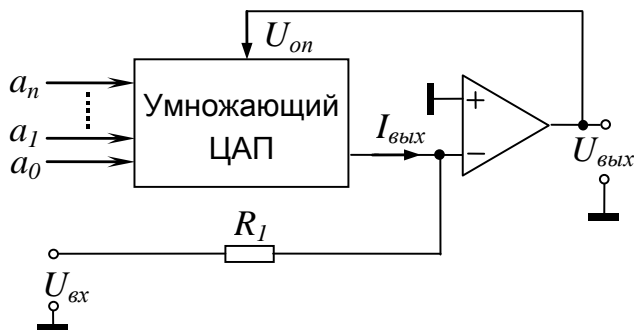 U_оп
a_n
a_1
a_0
Умножающий
ЦАП
I_вых
+
−
U_вых
R_1
U_вх